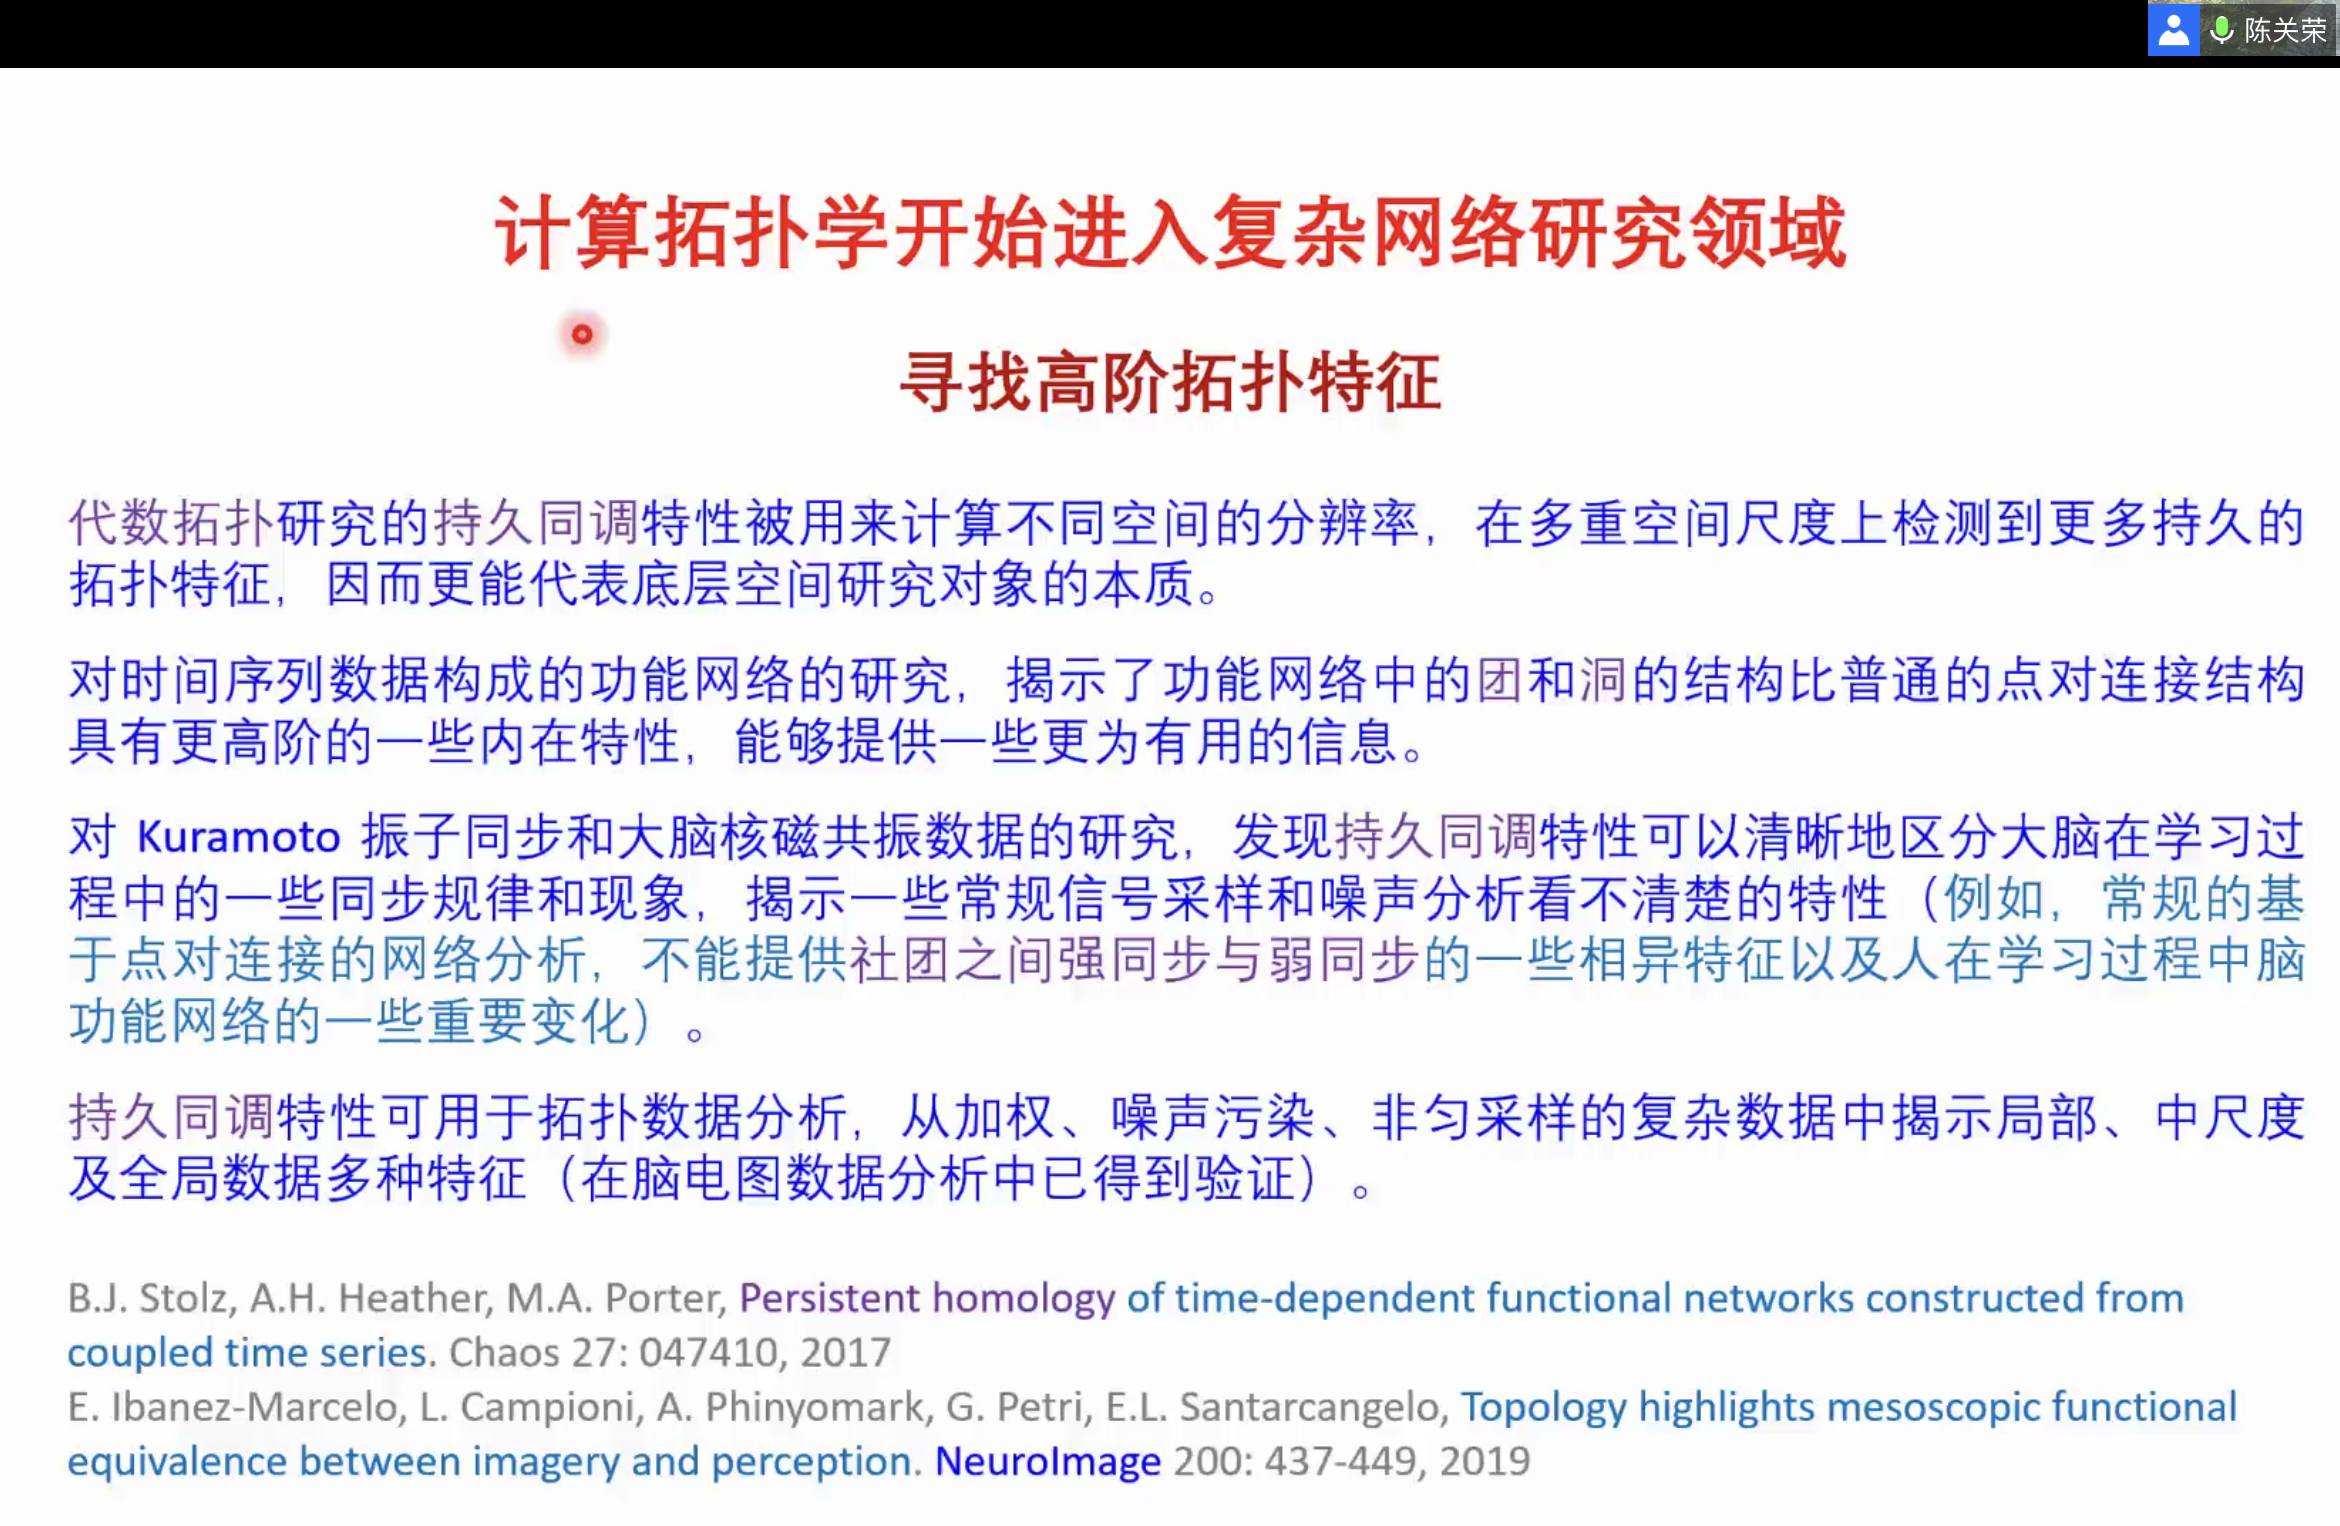 陈关荣
计算拓扑学开始进入复杂网络研究领域
寻找高阶拓扑特征
代数拓扑研究的持久同调特性被用来计算不同空间的分辨率，在多重空间尺度上检测到更多持久的
拓扑特征，因而更能代表底层空间研究对象的本质。
对时间序列数据构成的功能网络的研究，揭示了功能网络中的团和洞的结构比普通的点对连接结构
具有更高阶的一些内在特性，能够提供一些更为有用的信息。
对 Kuramoto 振子同步和大脑核磁共振数据的研究，发现持久同调特性可以清晰地区分大脑在学习过
程中的一些同步规律和现象，揭示一些常规信号采样和噪声分析看不清楚的特性（例如，常规的基
于点对连接的网络分析，不能提供社团之间强同步与弱同步的一些相异特征以及人在学习过程中脑
功能网络的一些重要变化）。
持久同调特性可用于拓扑数据分析，从加权、噪声污染、非匀采样的复杂数据中揭示局部、中尺度
及全局数据多种特征（在脑电图数据分析中已得到验证）。
B.J. Stolz, A.H. Heather, M.A. Porter, Persistent homology of time-dependent functional networks constructed from
coupled time series. Chaos 27: 047410, 2017
E. Ibanez-Marcelo, L. Campioni, A. Phinyomark, G. Petri, E.L. Santarcangelo, Topology highlights mesoscopic functional
equivalence between imagery and perception. NeuroImage 200: 437-449, 2019